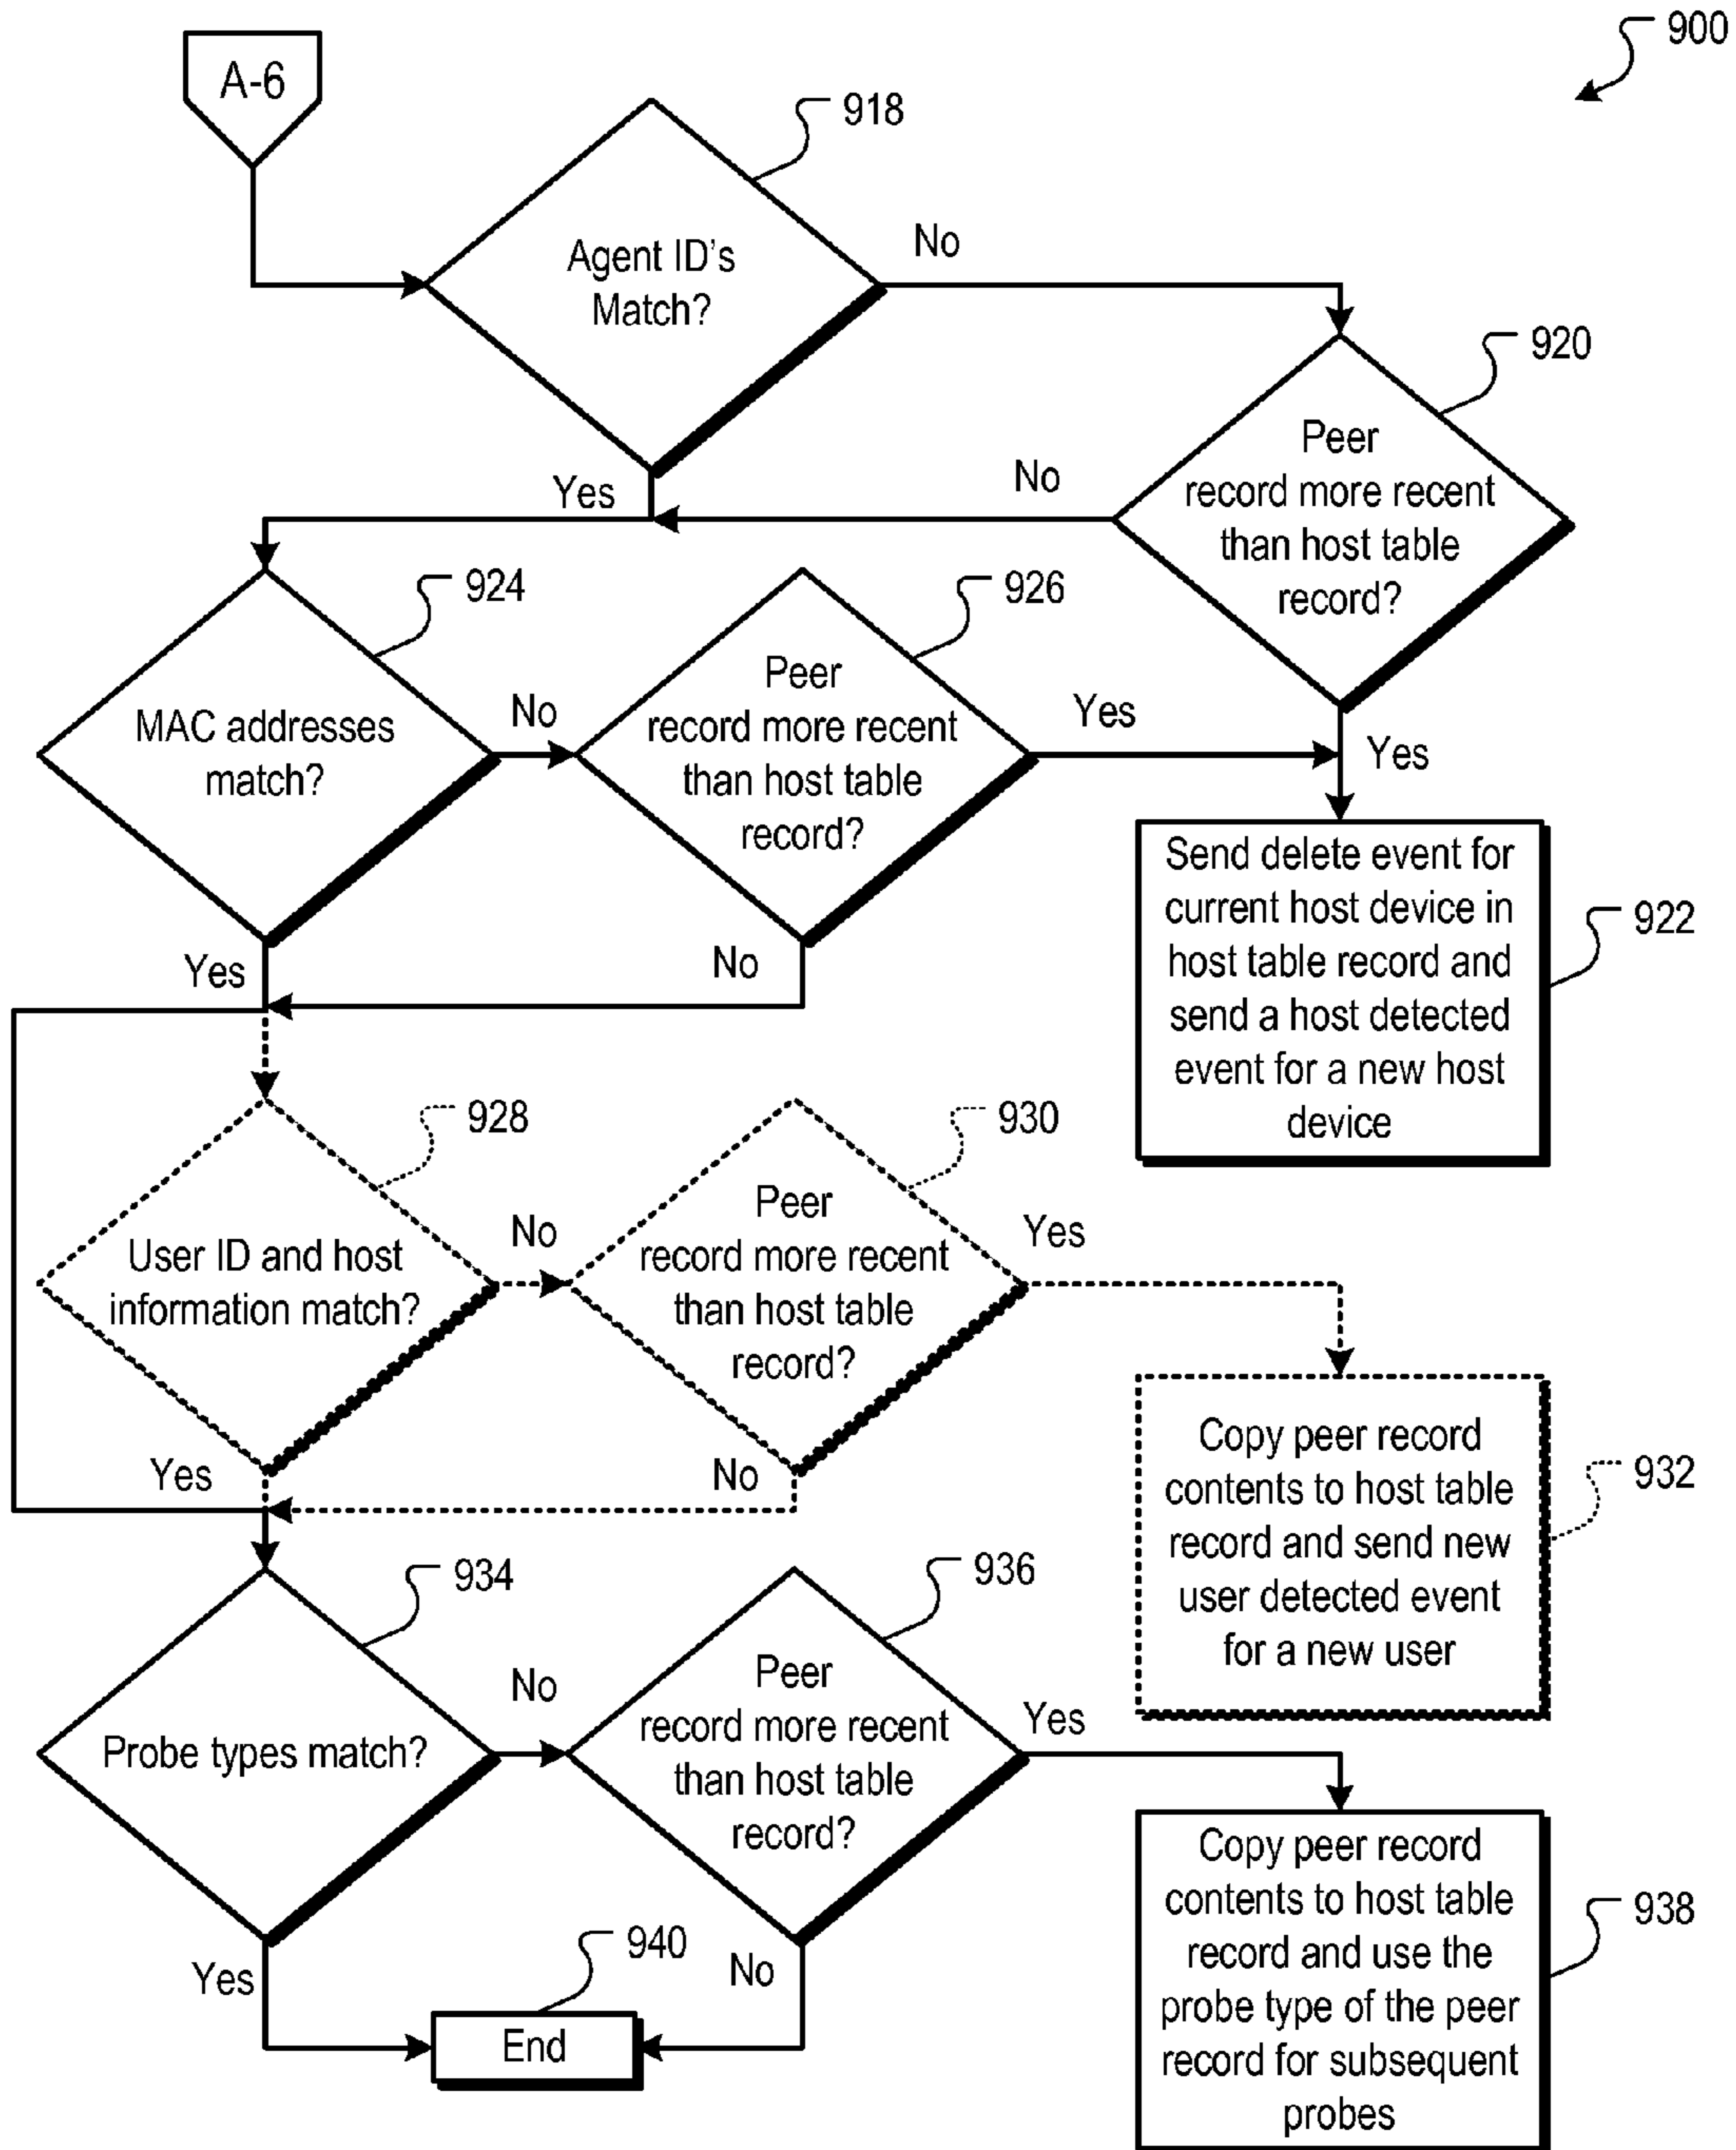 900
A-6
918
Agent ID's
Match?
No
920
Peer
record more recent
than host table
record?
No
Yes
924
MAC addresses
match?
No
926
Peer
record more recent
than host table
record?
Yes
Yes
Send delete event for
current host device in
host table record and
send a host detected
event for a new host
device
922
Yes
No
928
User ID and host
information match?
No
930
Peer
record more recent
than host table
record?
Yes
Copy peer record
contents to host table
record and send new
user detected event
for a new user
932
Yes
No
934
Probe types match?
No
936
Peer
record more recent
than host table
record?
Yes
Copy peer record
contents to host table
record and use the
probe type of the peer
record for subsequent
probes
938
Yes
940
End
No